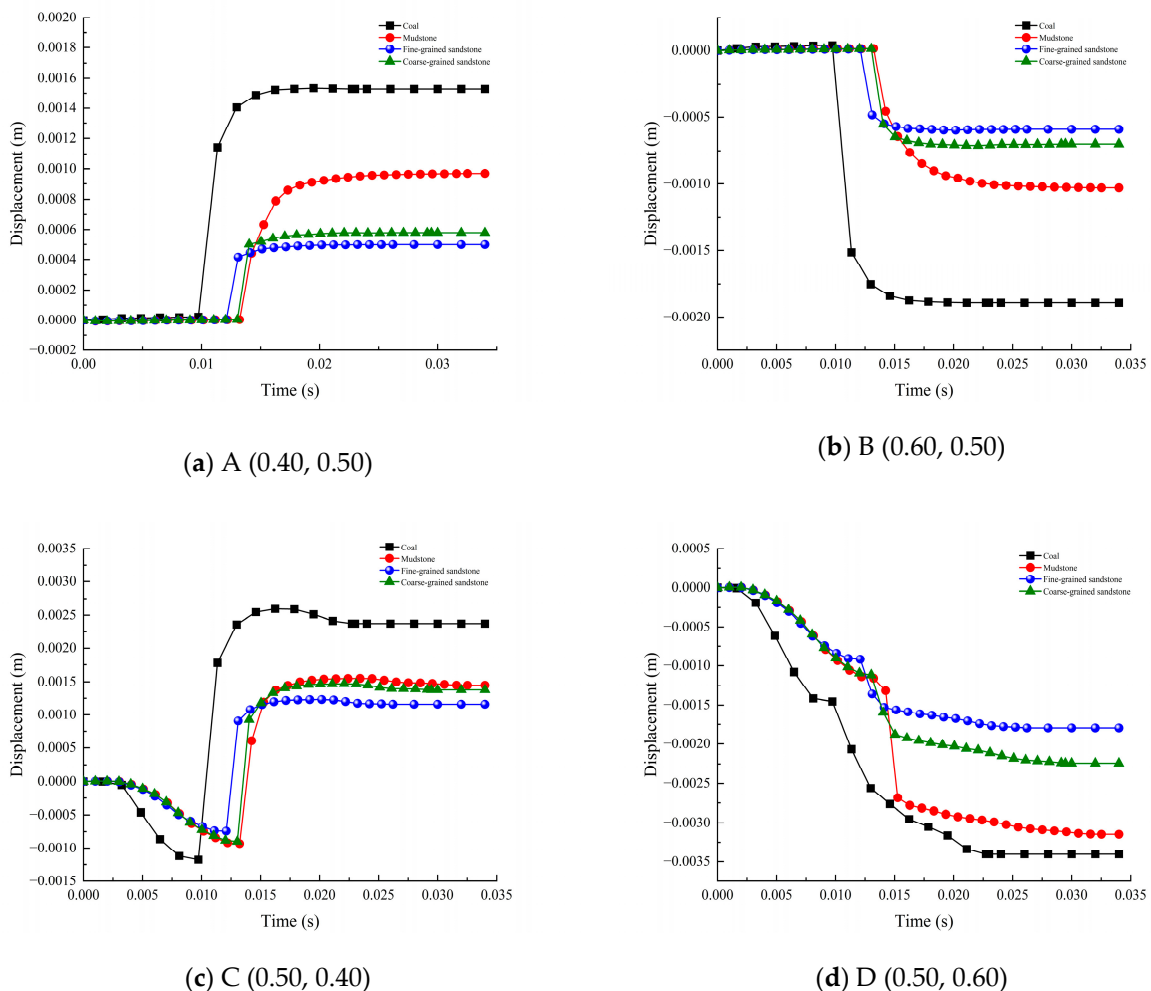 0.0020
0.0018
0.0016
0.0014
0.0012
0.0010
0.0008
0.0006
0.0004
0.0002
0.0000
−0.0002
Displacement (m)
Coal
Mudstone
Fine-grained sandstone
Coarse-grained sandstone
0.00 0.01 0.02 0.03
Time (s)
(a) A (0.40, 0.50)
0.0000
−0.0005
−0.0010
−0.0015
−0.0020
Displacement (m)
Coal
Mudstone
Fine-grained sandstone
Coarse-grained sandstone
0.000 0.005 0.010 0.015 0.020 0.025 0.030 0.035
Time (s)
(b) B (0.60, 0.50)
0.0035
0.0030
0.0025
0.0020
0.0015
0.0010
0.0005
0.0000
−0.0005
−0.0010
−0.0015
Displacement (m)
Coal
Mudstone
Fine-grained sandstone
Coarse-grained sandstone
0.000 0.005 0.010 0.015 0.020 0.025 0.030 0.035
Time (s)
(c) C (0.50, 0.40)
0.0005
0.0000
−0.0005
−0.0010
−0.0015
−0.0020
−0.0025
−0.0030
−0.0035
Displacement (m)
Coal
Mudstone
Fine-grained sandstone
Coarse-grained sandstone
0.000 0.005 0.010 0.015 0.020 0.025 0.030 0.035
Time (s)
(d) D (0.50, 0.60)